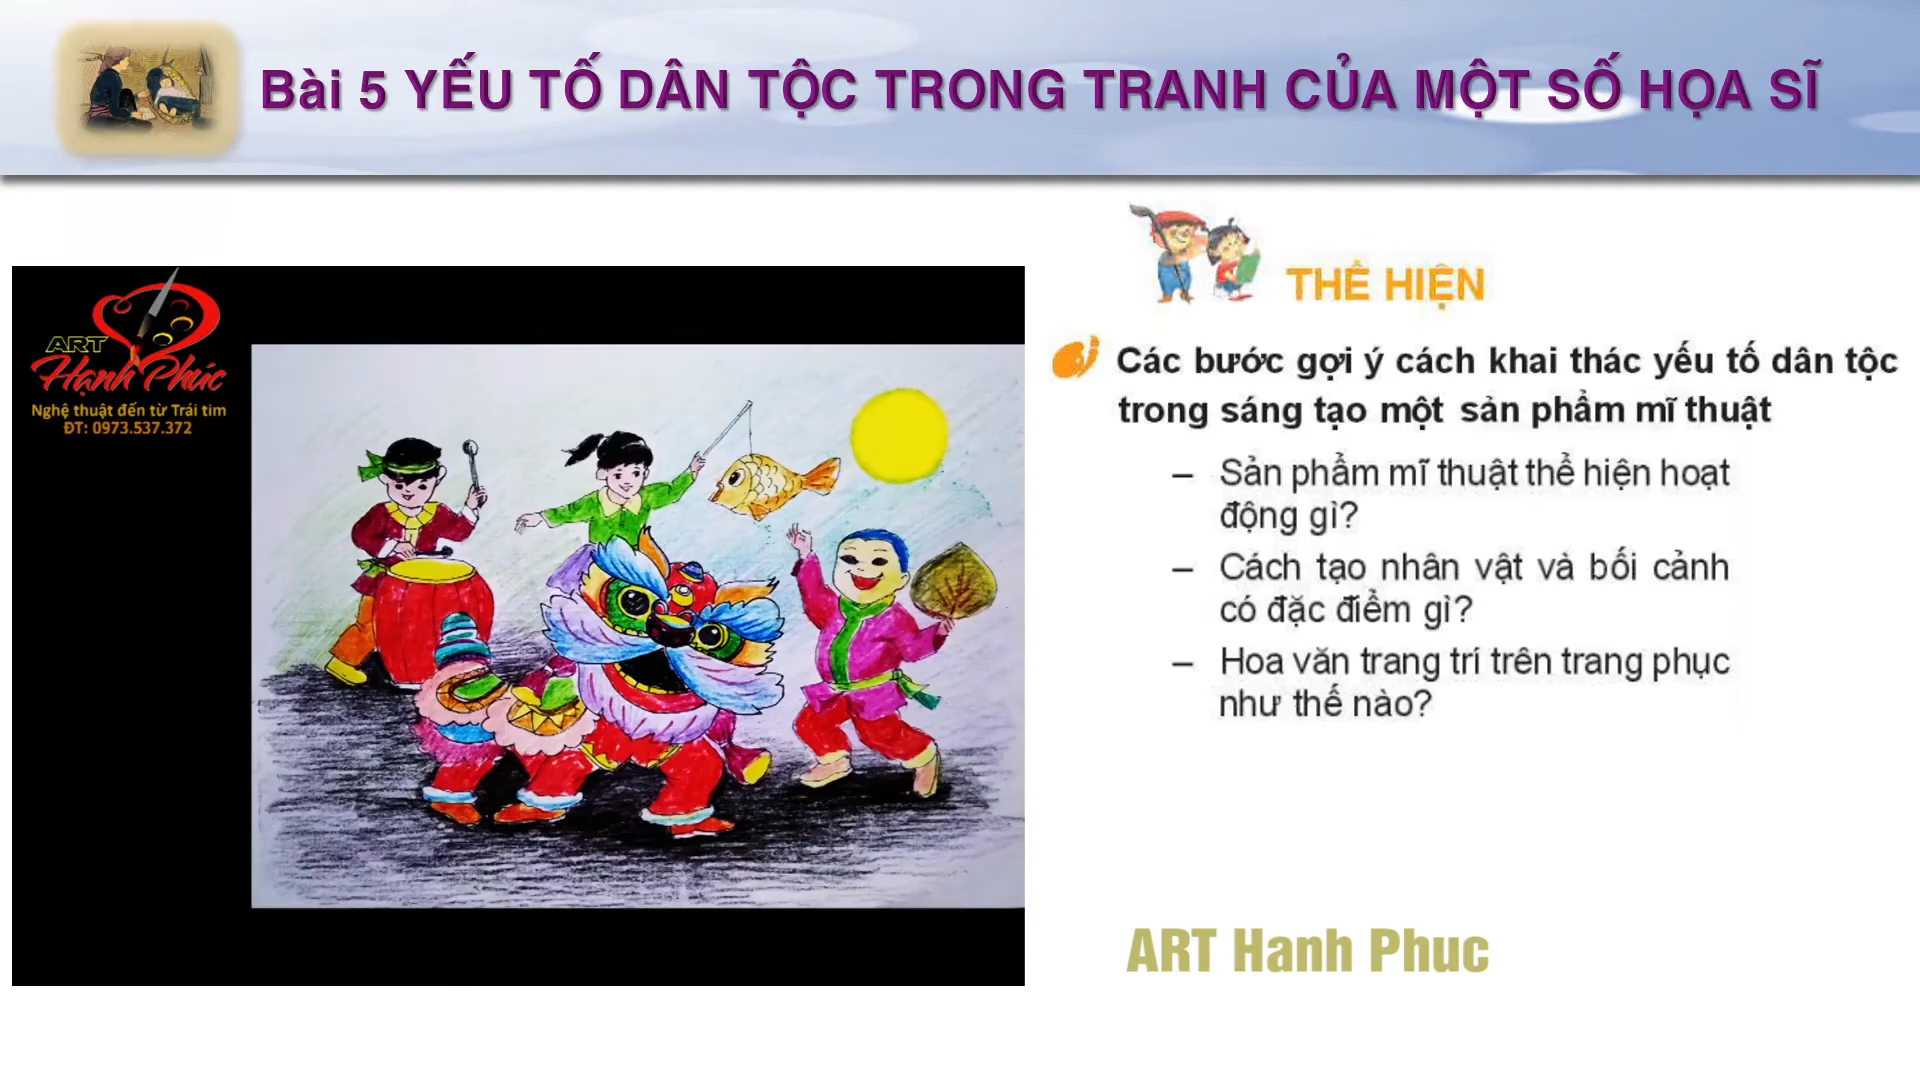 Bài 5 YẾU TỐ DÂN TỘC TRONG TRANH CỦA MỘT SỐ HỌA SĨ
ART
Hạnh Phúc
Nghệ thuật đến từ Trái tim
ĐT: 0973.537.372
THỂ HIỆN
Các bước gợi ý cách khai thác yếu tố dân tộc
trong sáng tạo một sản phẩm mĩ thuật
– Sản phẩm mĩ thuật thể hiện hoạt
động gì?
– Cách tạo nhân vật và bối cảnh
có đặc điểm gì?
– Hoa văn trang trí trên trang phục
như thế nào?
ART Hanh Phuc